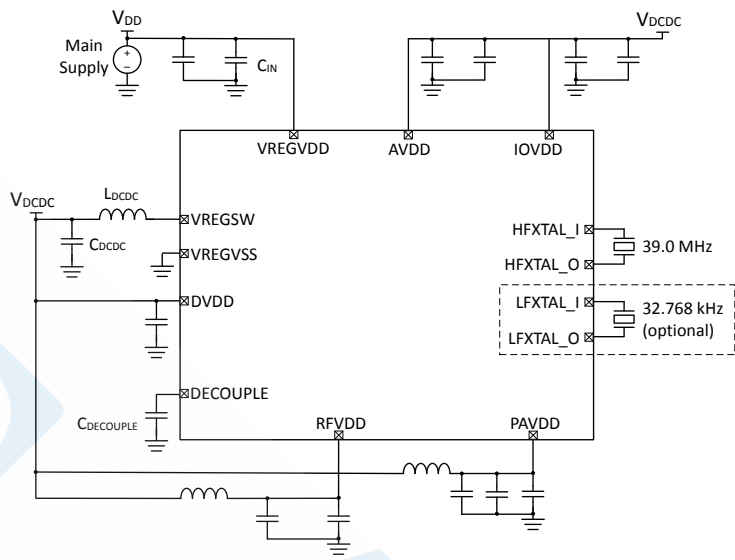 VDD
Main
Supply
+
–
CIN
VDCDC
VREGVDD
AVDD
IOVDD
VDCDC
LDCDC
CDCDC
VREGSW
VREGVSS
DVDD
DECOUPLE
CDECOUPLE
HFXTAL_I
HFXTAL_O
39.0 MHz
LFXTAL_I
LFXTAL_O
32.768 kHz
(optional)
RFVDD
PAVDD